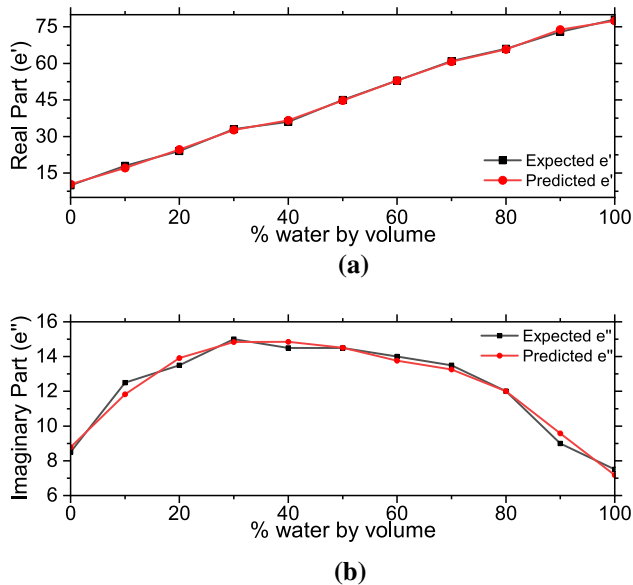 75
60
45
30
15
Real Part (e')
Expected e'
Predicted e'
0 20 40 60 80 100
% water by volume
(a)
16
14
12
10
8
6
Imaginary Part (e'')
Expected e''
Predicted e''
0 20 40 60 80 100
% water by volume
(b)